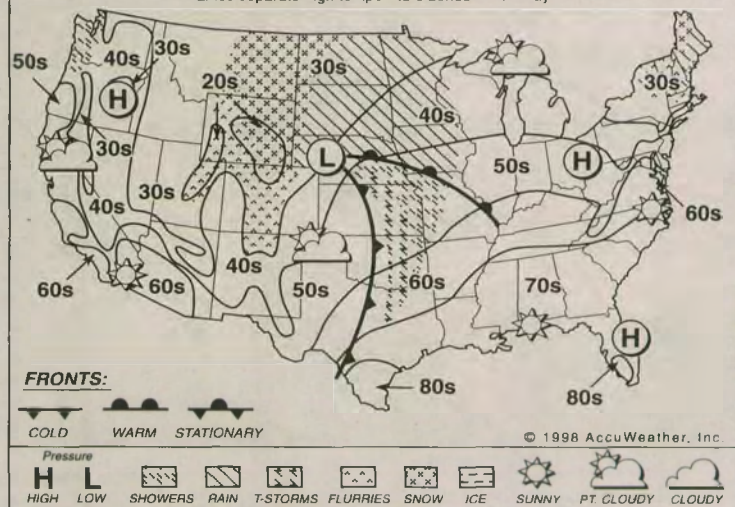 40s
30s
50s
H
30s
20s
30s
40s
30s
30s
L
50s
H
40s
60s
60s
60s
40s
50s
60s
70s
H
80s
80s
FRONTS:
COLD WARM STATIONARY
© 1998 AccuWeather, Inc.
Pressure
H L
HIGH LOW SHOWERS RAIN T-STORMS FLURRIES SNOW ICE SUNNY PT. CLOUDY CLOUDY